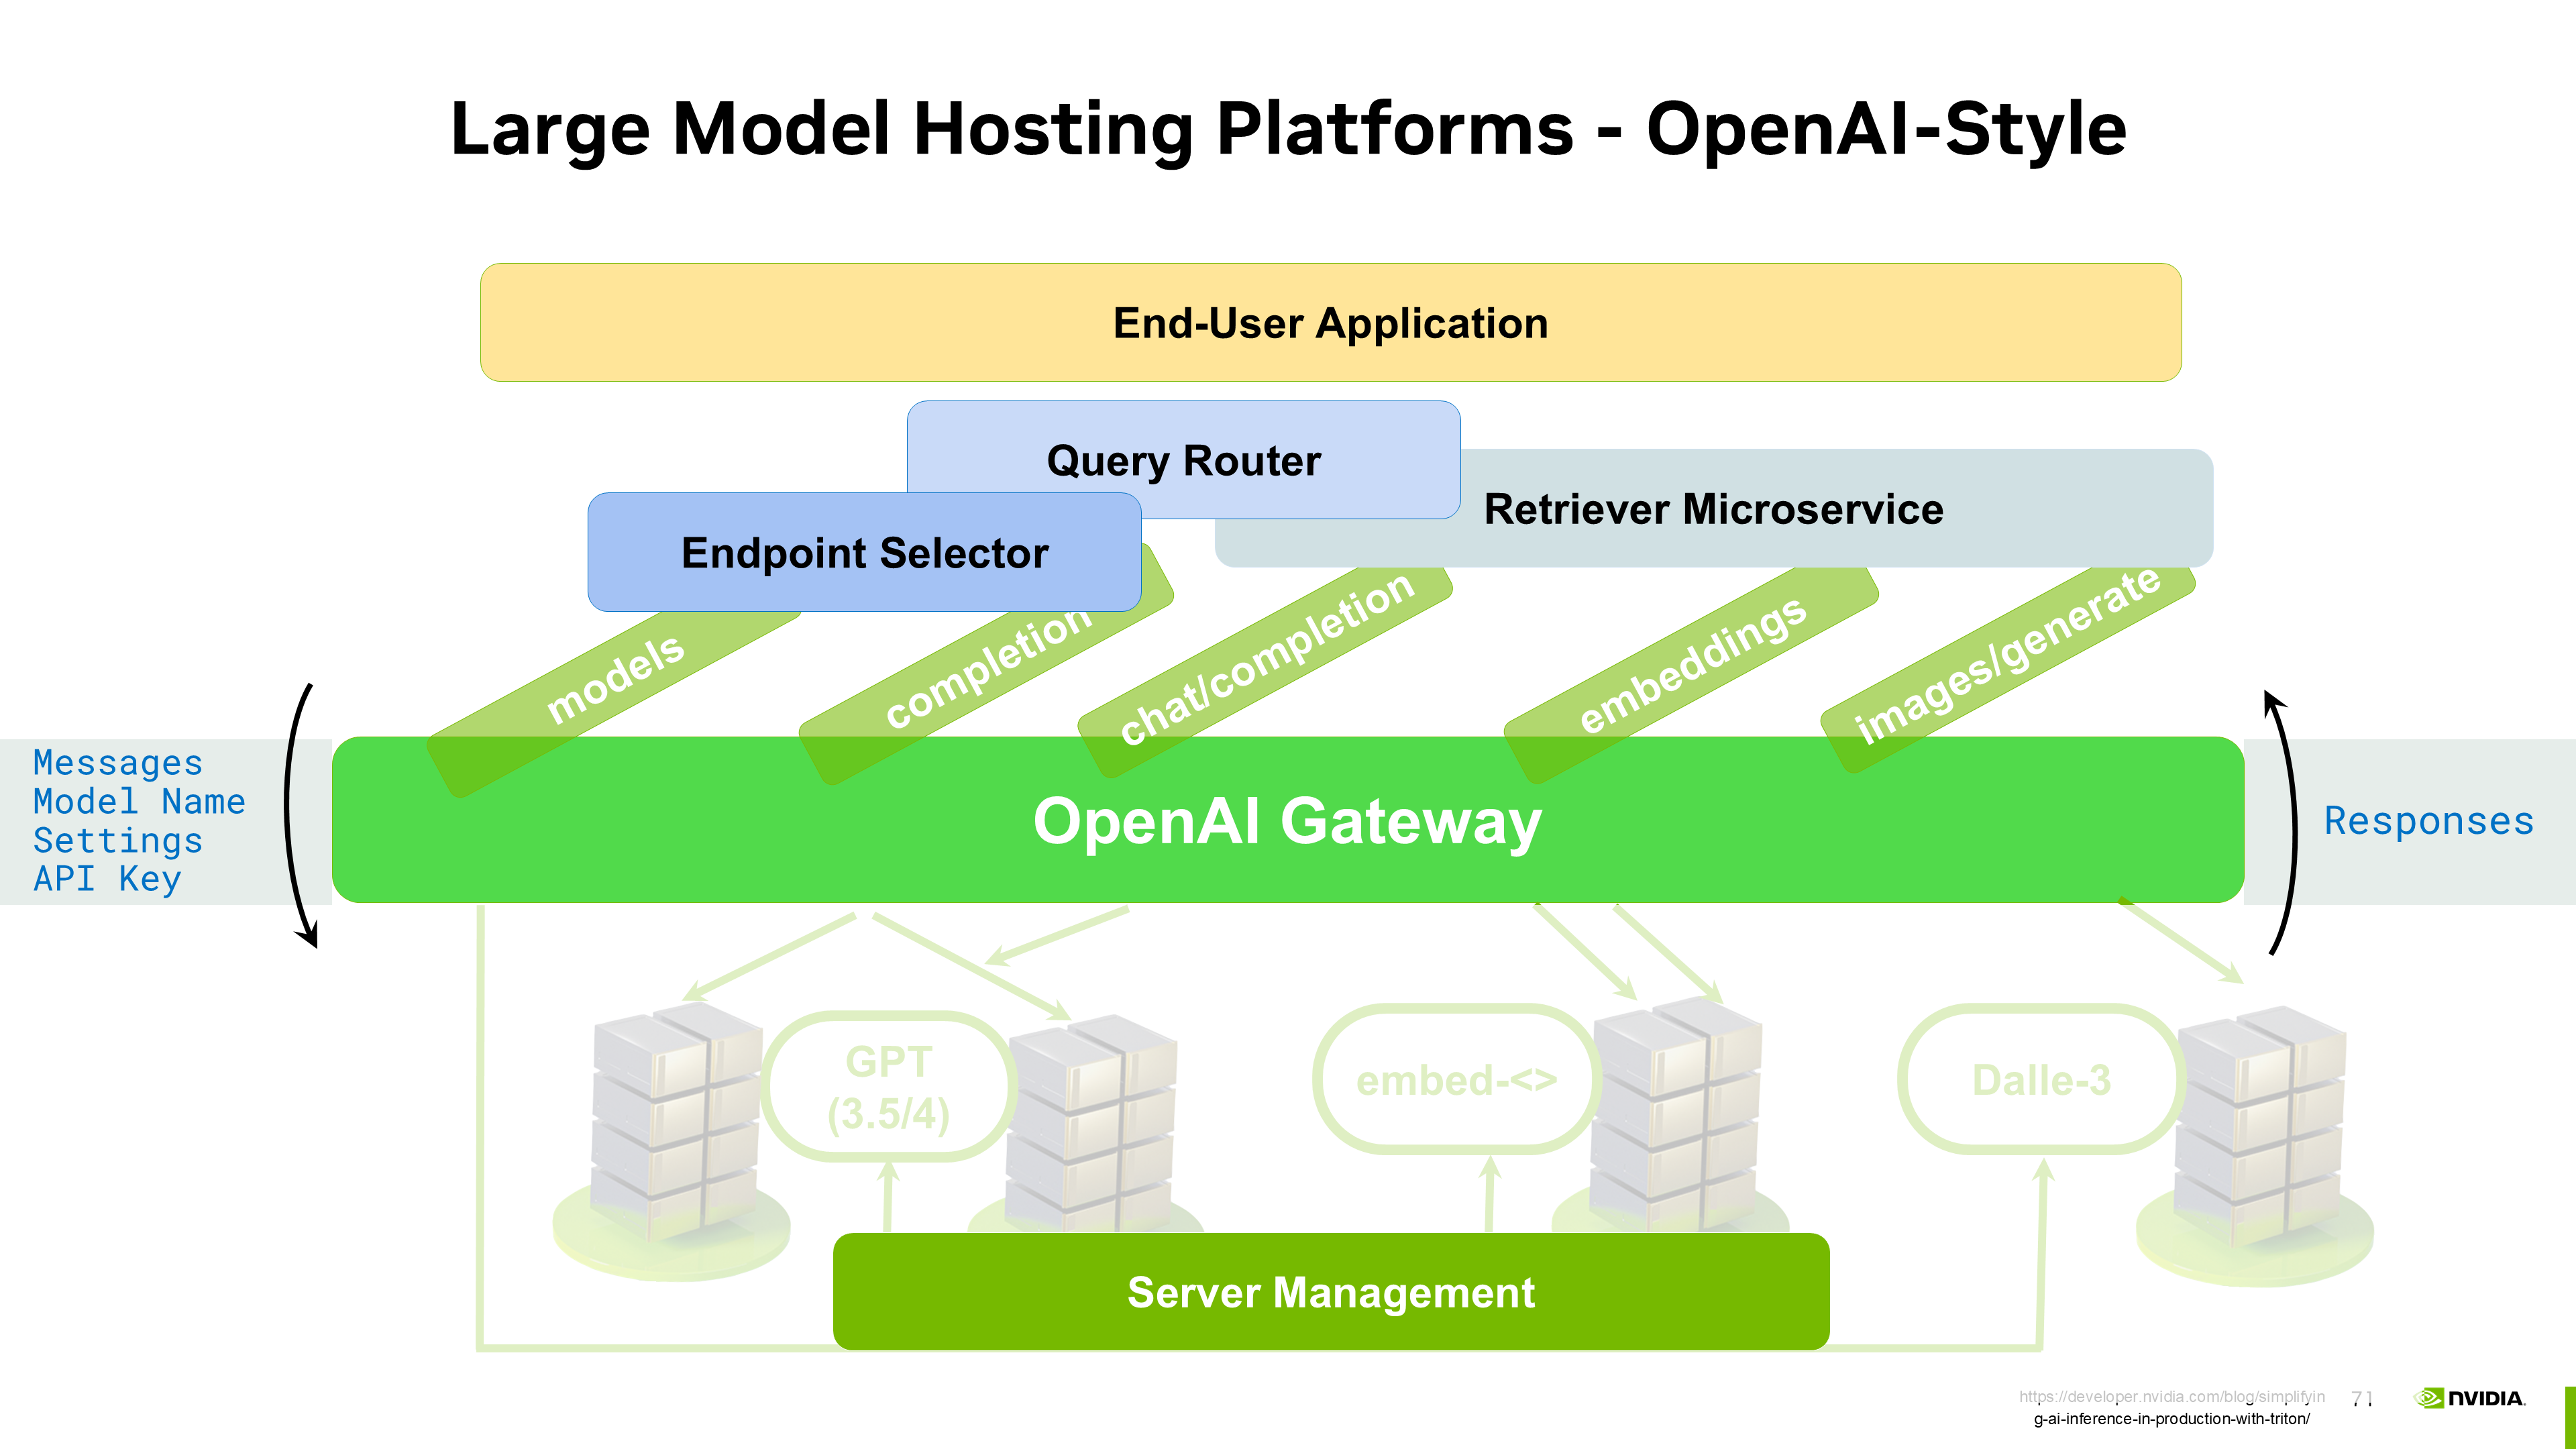 Large Model Hosting Platforms - OpenAI-Style
End-User Application
Query Router
Retriever Microservice
Endpoint Selector
models
completion
chat/completion
embeddings
images/generate
Messages
Model Name
Settings
API Key
OpenAI Gateway
Responses
GPT
(3.5/4)
embed-<>
Dalle-3
Server Management
https://developer.nvidia.com/blog/simplifyin
g-ai-inference-in-production-with-triton/
71
NVIDIA.